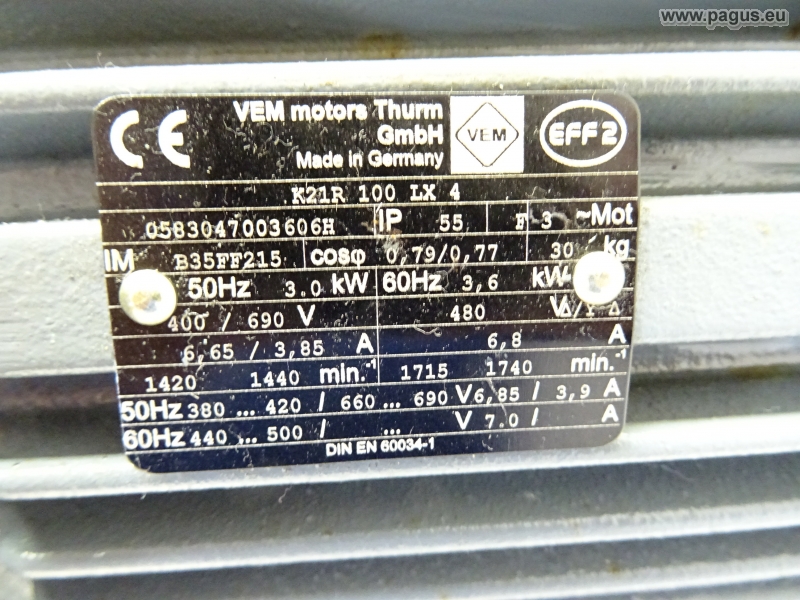 www.pagus.eu
CE VEM motors Thurm VEM EFF2
GmbH
Made in Germany
K21R 100 LX 4
0583047003606H IP 55 F 3 ~Mot
IM B35FF215 cosφ 0,79/0,77 30 kg
50Hz 3.0 kW 60Hz 3,6 kW
400 / 690 V 480 V
6,65 / 3,85 A 6,8 A
1420 1440 min.-1 1715 1740 min.-1
50Hz 380 ... 420 / 660 ... 690 V 6,85 / 3,9 A
60Hz 440 ... 500 / ... V 7.0 / A
DIN EN 60034-1